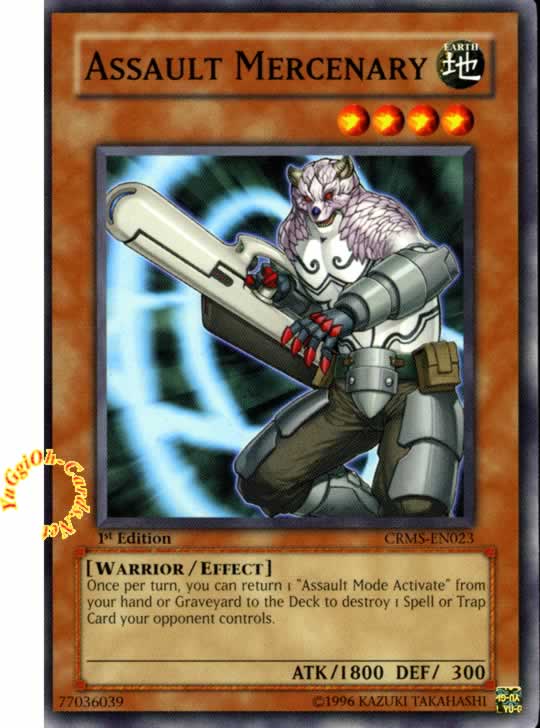 ASSAULT MERCENARY
EARTH
地
YuGgiOh-Cards.Net
1st Edition
CRMS-EN023
[WARRIOR/EFFECT]
Once per turn, you can return 1 "Assault Mode Activate" from
your hand or Graveyard to the Deck to destroy 1 Spell or Trap
Card your opponent controls.
ATK/1800 DEF/ 300
77036039
©1996 KAZUKI TAKAHASHI